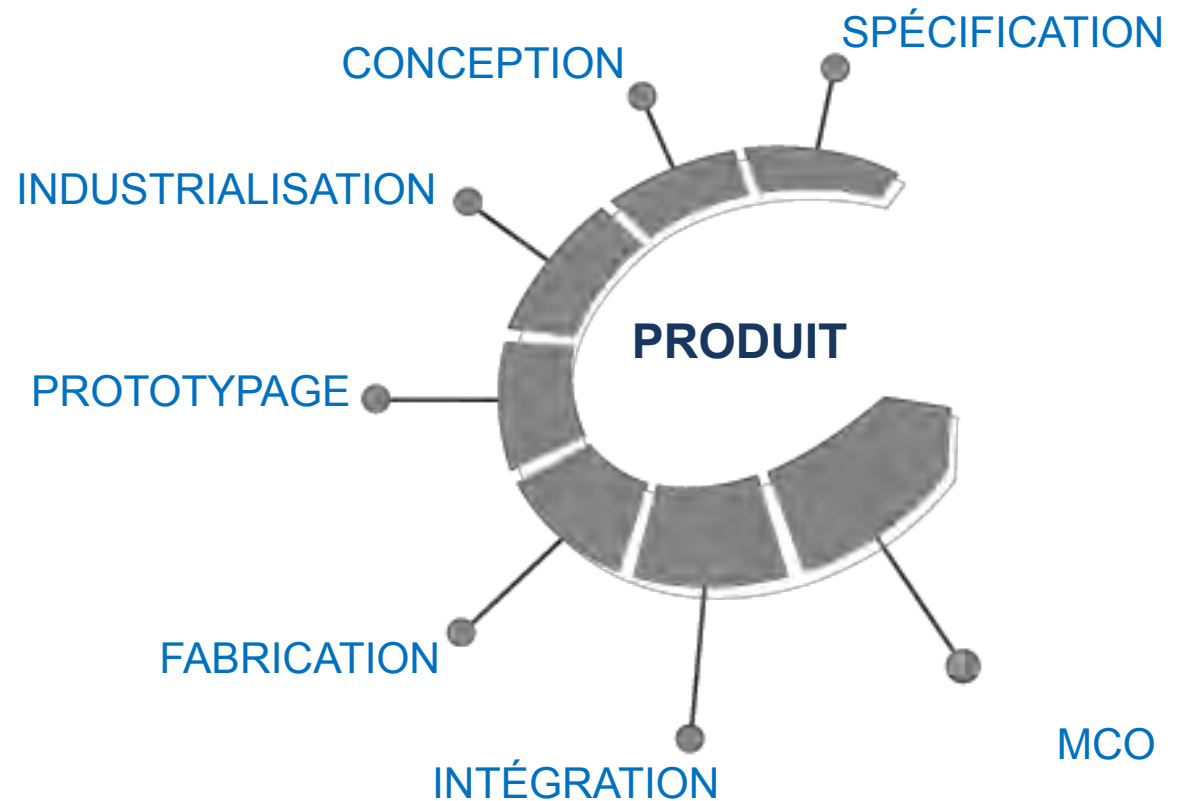 SPÉCIFICATION
CONCEPTION
INDUSTRIALISATION
PRODUIT
PROTOTYPAGE
FABRICATION
INTÉGRATION
MCO